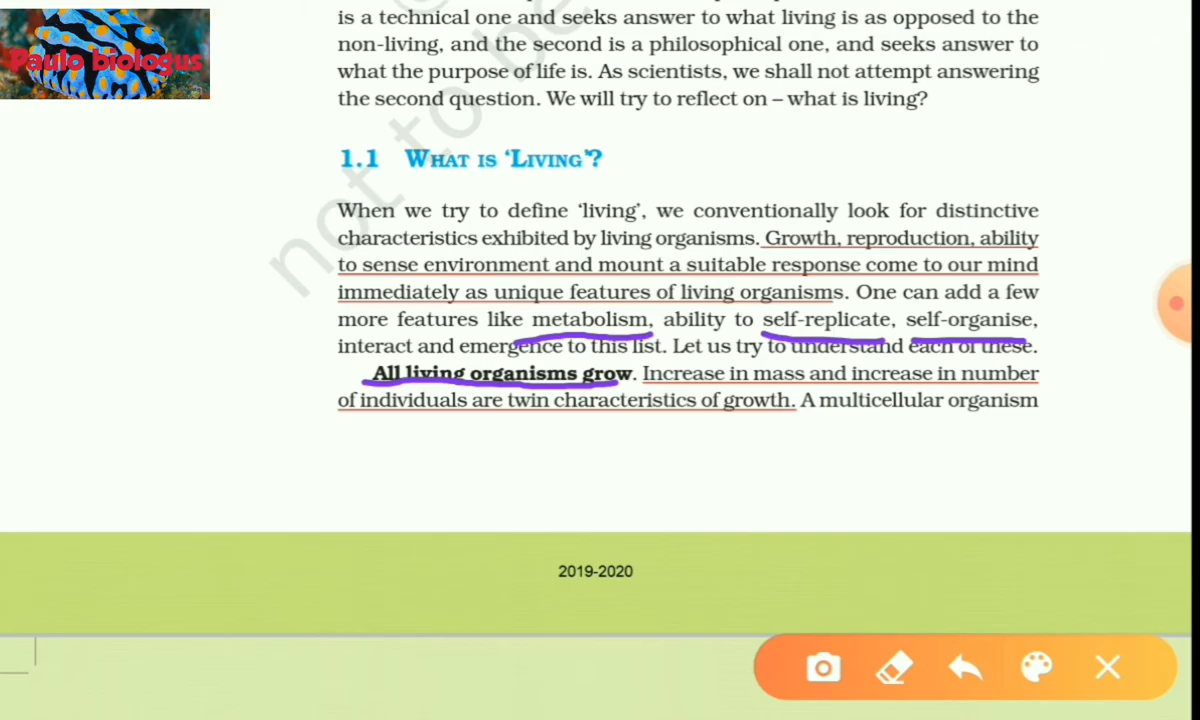 Paulo biologus
is a technical one and seeks answer to what living is as opposed to the
non-living, and the second is a philosophical one, and seeks answer to
what the purpose of life is. As scientists, we shall not attempt answering
the second question. We will try to reflect on – what is living?
1.1 WHAT IS ‘LIVING’?
When we try to define ‘living’, we conventionally look for distinctive
characteristics exhibited by living organisms. Growth, reproduction, ability
to sense environment and mount a suitable response come to our mind
immediately as unique features of living organisms. One can add a few
more features like metabolism, ability to self-replicate, self-organise,
interact and emergence to this list. Let us try to understand each of these.
All living organisms grow. Increase in mass and increase in number
of individuals are twin characteristics of growth. A multicellular organism
not to be
2019-2020